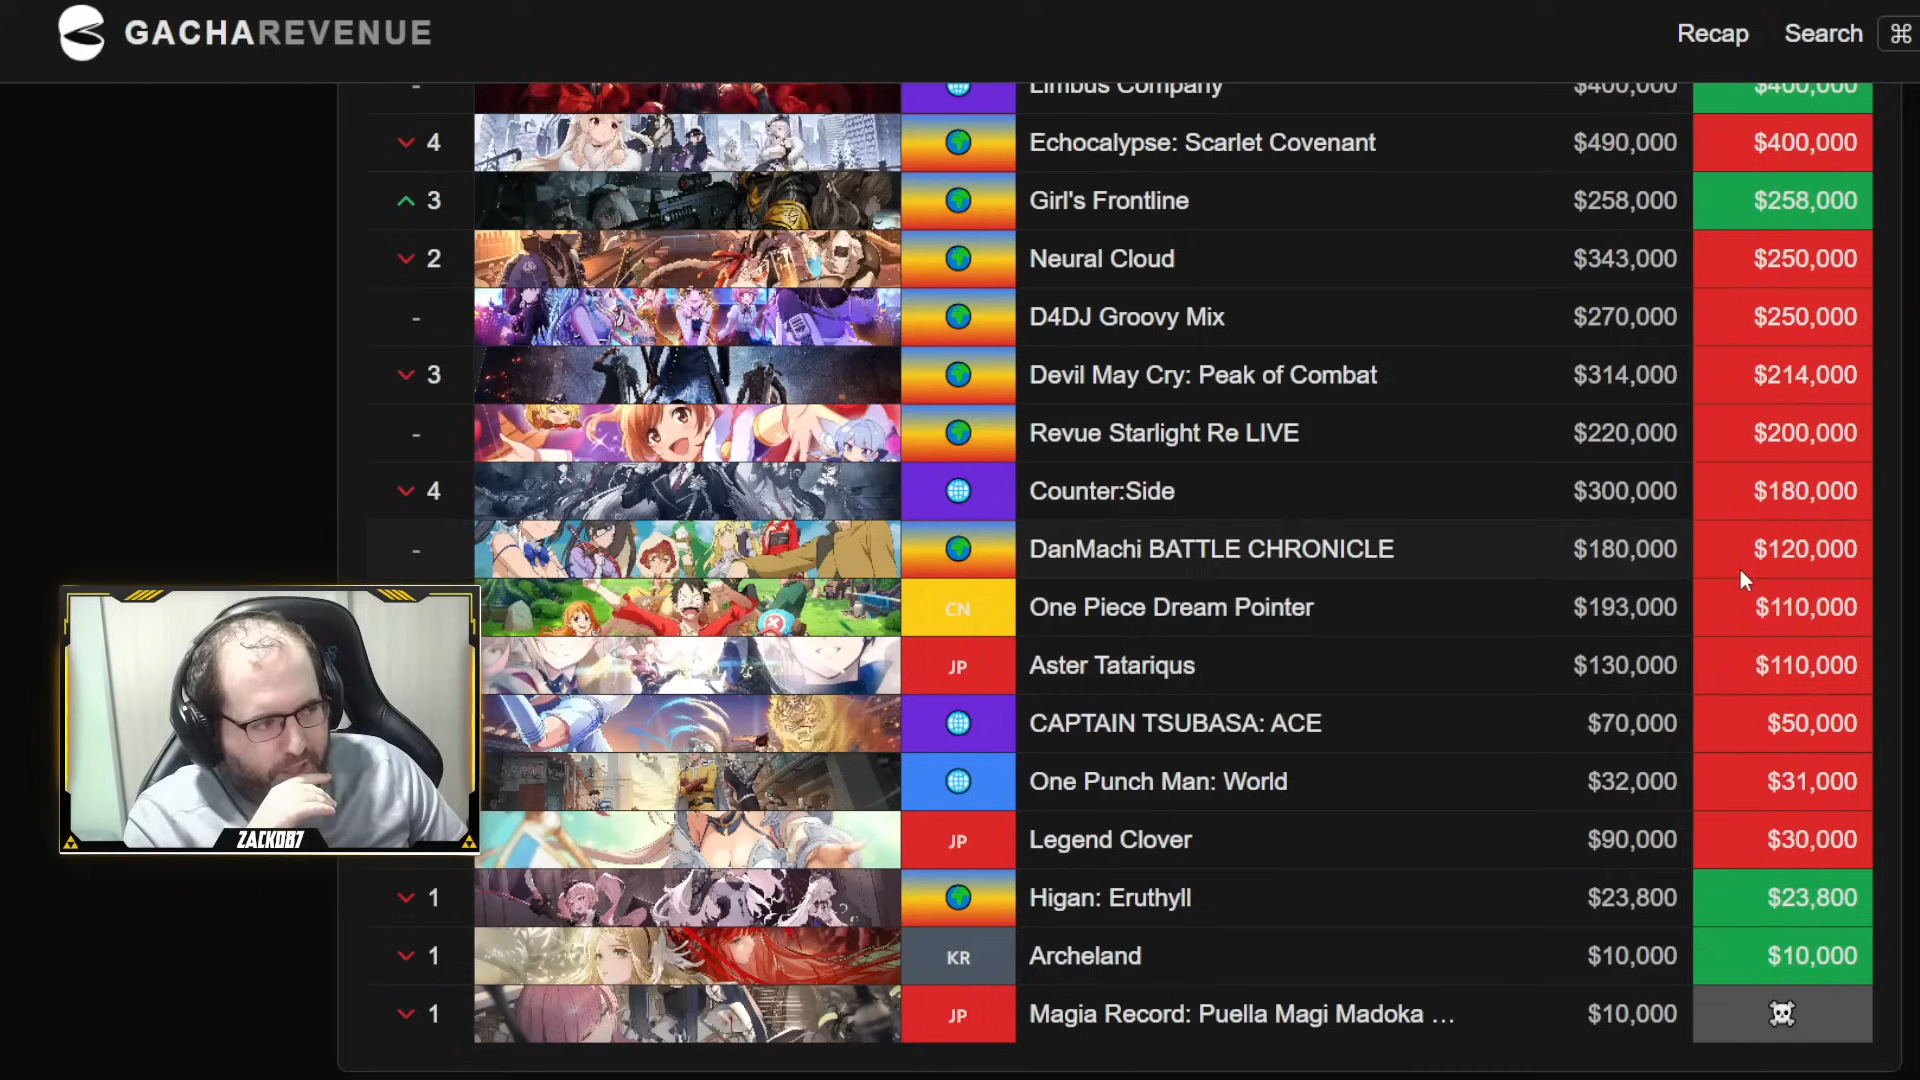 GACHAREVENUE
Recap Search ⌘
- Limbus Company $400,000 $400,000
4 Echocalypse: Scarlet Covenant $490,000 $400,000
3 Girl's Frontline $258,000 $258,000
2 Neural Cloud $343,000 $250,000
- D4DJ Groovy Mix $270,000 $250,000
3 Devil May Cry: Peak of Combat $314,000 $214,000
- Revue Starlight Re LIVE $220,000 $200,000
4 Counter:Side $300,000 $180,000
- DanMachi BATTLE CHRONICLE $180,000 $120,000
CN One Piece Dream Pointer $193,000 $110,000
JP Aster Tatariqus $130,000 $110,000
CAPTAIN TSUBASA: ACE $70,000 $50,000
One Punch Man: World $32,000 $31,000
JP Legend Clover $90,000 $30,000
1 Higan: Eruthyll $23,800 $23,800
1 KR Archeland $10,000 $10,000
1 JP Magia Record: Puella Magi Madoka ... $10,000
ZACK087